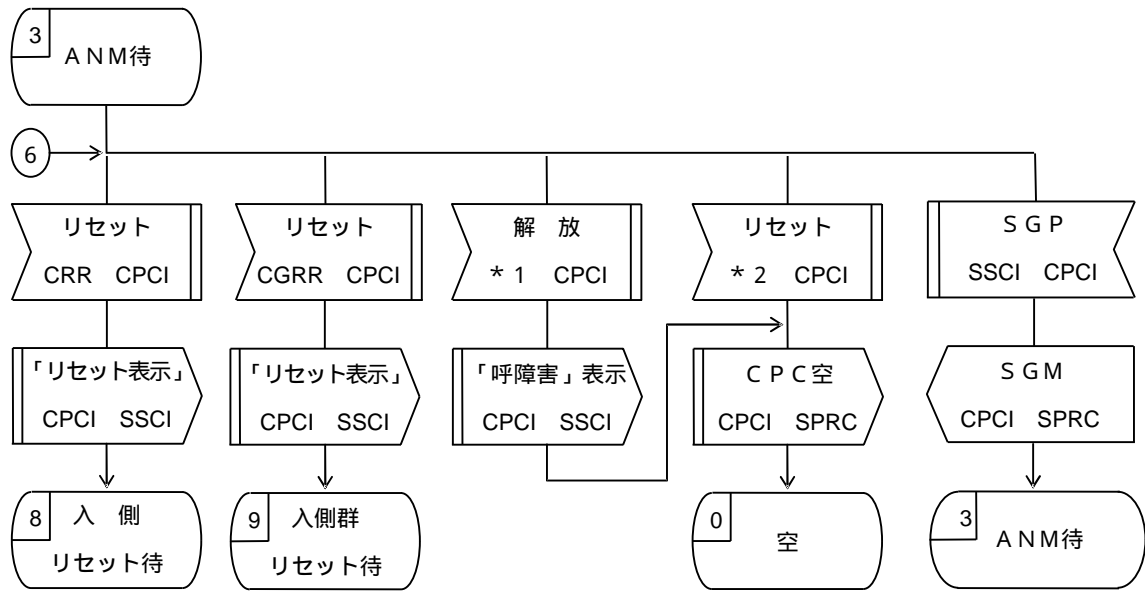 3
ＡＮＭ待
6
リセット
CRR CPCI
リセット
CGRR CPCI
解 放
＊1 CPCI
リセット
＊2 CPCI
ＳＧＰ
SSCI CPCI
「リセット表示」
CPCI SSCI
「リセット表示」
CPCI SSCI
「呼障害」表示
CPCI SSCI
ＣＰＣ空
CPCI SPRC
ＳＧＭ
CPCI SPRC
8
入 側
リセット待
9
入側群
リセット待
0
空
3
ＡＮＭ待